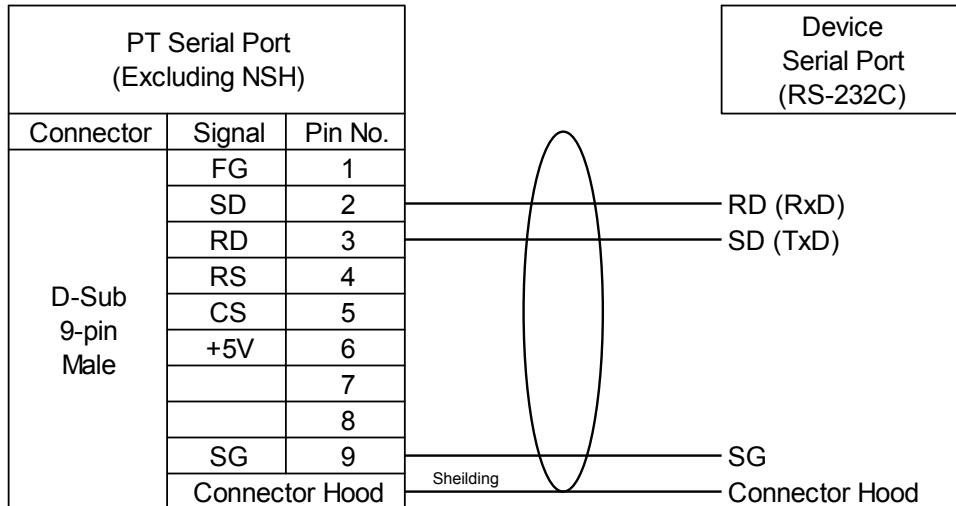 PT Serial Port
(Excluding NSH)
Device
Serial Port
(RS-232C)
Connector Signal Pin No.
D-Sub
9-pin
Male
FG 1
SD 2 RD (RxD)
RD 3 SD (TxD)
RS 4
CS 5
+5V 6
7
8
SG 9 SG
Connector Hood Sheilding Connector Hood